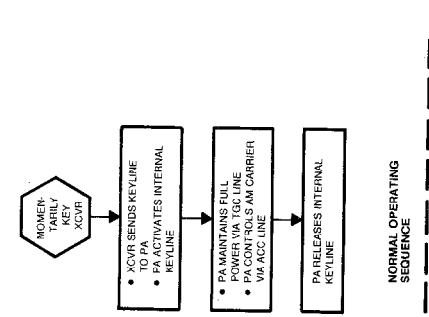 MOMEN-
TARILY
KEY
XCVR
• XCVR SENDS KEYLINE
TO PA
• PA ACTIVATES INTERNAL
KEYLINE
• PA MAINTAINS FULL
POWER VIA TGC LINE
• PA CONTROLS AM CARRIER
VIA ACC LINE
PA RELEASES INTERNAL
KEYLINE
NORMAL OPERATING
SEQUENCE